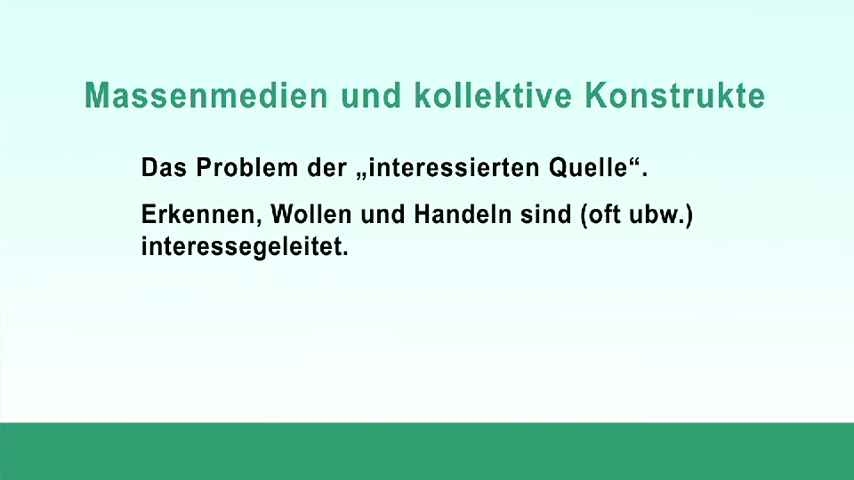 Massenmedien und kollektive Konstrukte
Das Problem der „interessierten Quelle“.
Erkennen, Wollen und Handeln sind (oft ubw.)
interessegeleitet.